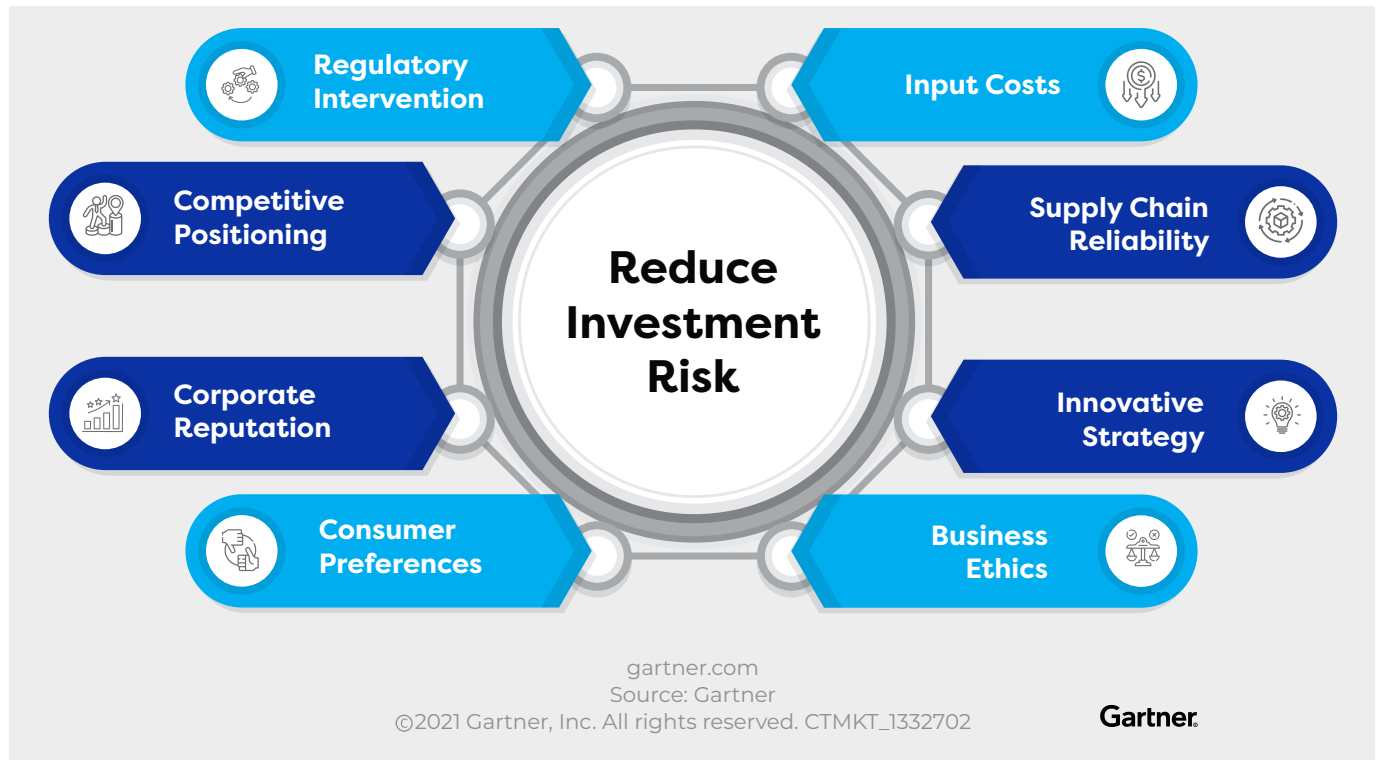 Regulatory
Intervention
Input Costs
Competitive
Positioning
Supply Chain
Reliability
Reduce
Investment
Risk
Corporate
Reputation
Innovative
Strategy
Consumer
Preferences
Business
Ethics
gartner.com
Source: Gartner
©2021 Gartner, Inc. All rights reserved. CTMKT_1332702
Gartner®